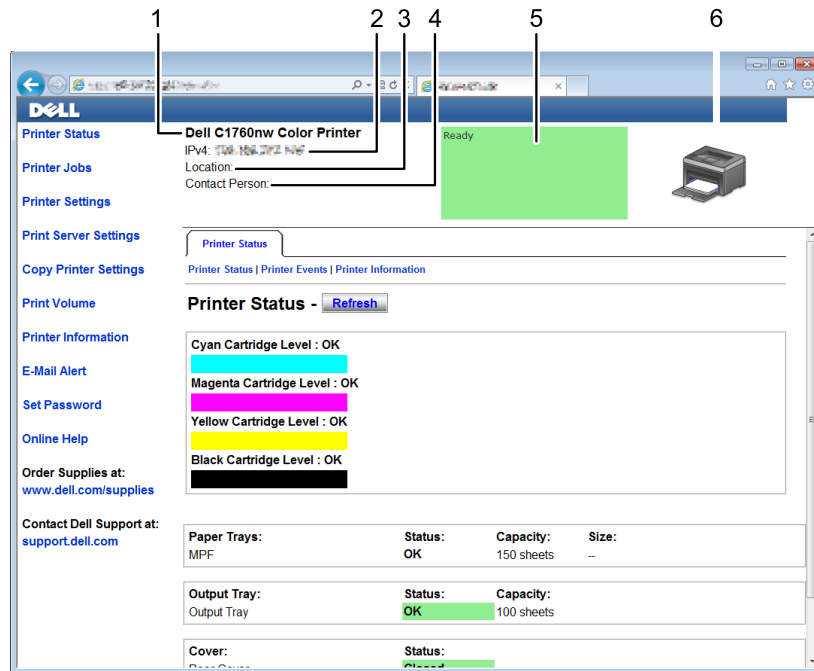 1 2 3 4 5 6
DELL
Printer Status
Printer Jobs
Printer Settings
Print Server Settings
Copy Printer Settings
Print Volume
Printer Information
E-Mail Alert
Set Password
Online Help
Order Supplies at:
www.dell.com/supplies
Contact Dell Support at:
support.dell.com
Dell C1760nw Color Printer
IPv4:
Location:
Contact Person:
Ready
Printer Status
Printer Status | Printer Events | Printer Information
Printer Status - Refresh
Cyan Cartridge Level : OK
Magenta Cartridge Level : OK
Yellow Cartridge Level : OK
Black Cartridge Level : OK
Paper Trays: Status: Capacity: Size:
MPF OK 150 sheets --
Output Tray: Status: Capacity:
Output Tray OK 100 sheets
Cover: Status:
Rear Cover Closed